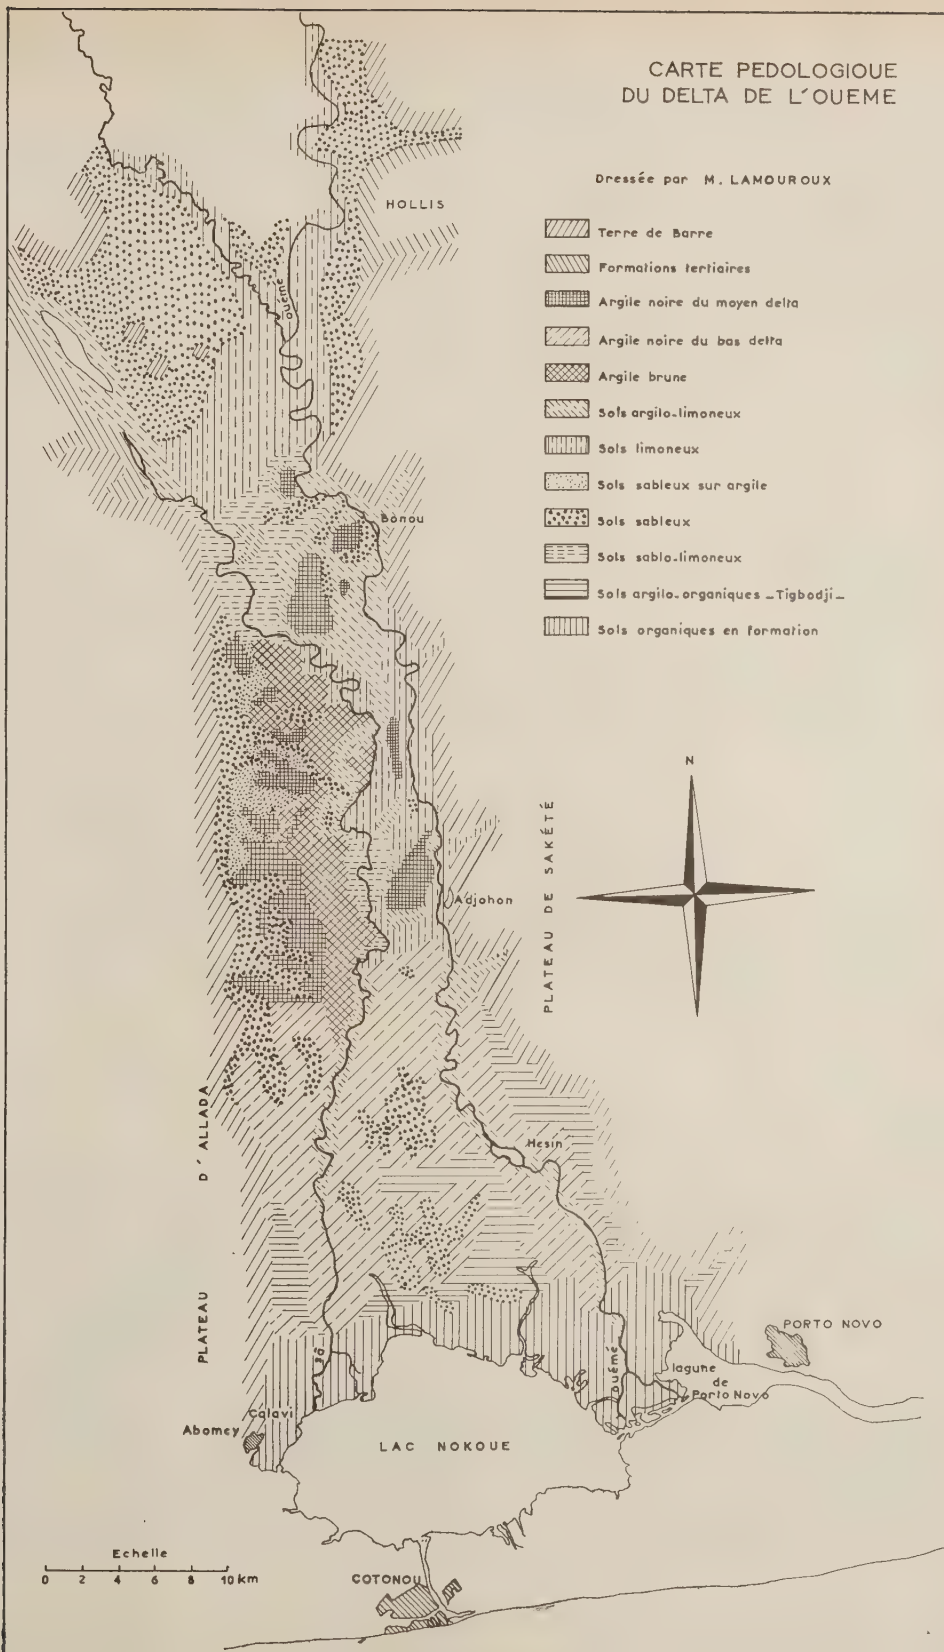 CARTE PEDOLOGIQUE
DU DELTA DE L'OUEME
Dressée par M. LAMOUROUX
HOLLIS
Terre de Barre
Formations tertiaires
Argile noire du moyen delta
Argile noire du bas delta
Argile brune
Sols argilo-limoneux
Sols limoneux
Sols sableux sur argile
Sols sableux
Sols sablo-limoneux
Sols argilo-organiques _Tigbodji_
Sols organiques en formation
ouémé
Bonou
N
PLATEAU DE SAKÉTÉ
Adjohon
D'ALLADA
Hesin
PLATEAU
PORTO NOVO
Sô
ouémé
lagune
de
Porto Novo
Calavi
Abomey
LAC NOKOUE
Echelle
0 2 4 6 8 10 km
COTONOU